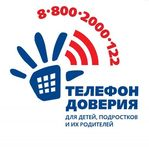 8-800-2000-122
ТЕЛЕФОН
ДОВЕРИЯ
ДЛЯ ДЕТЕЙ, ПОДРОСТКОВ
И ИХ РОДИТЕЛЕЙ